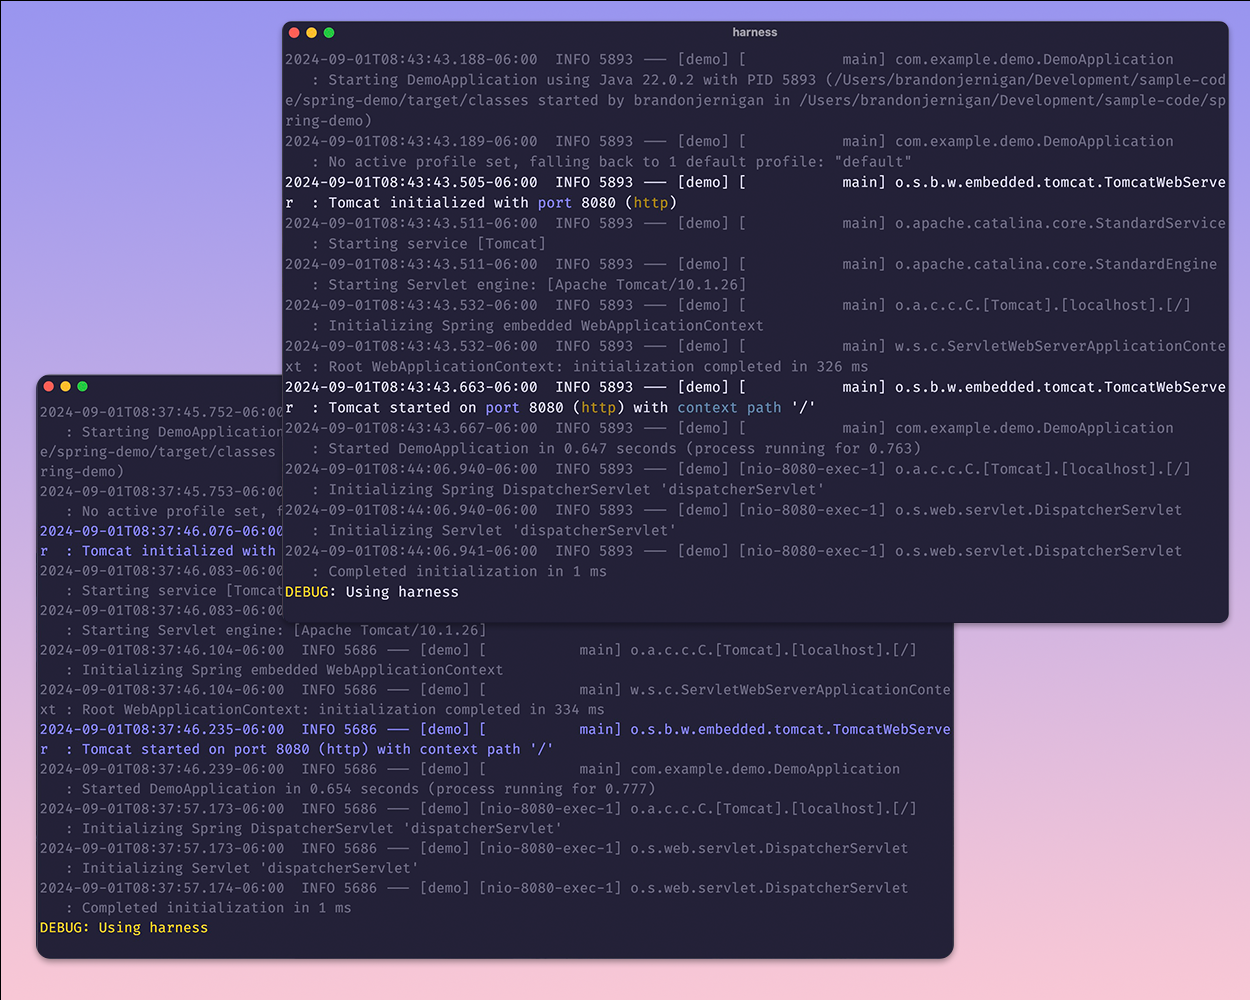 harness
2024-09-01T08:43:43.188-06:00  INFO 5893 --- [demo] [           main] com.example.demo.DemoApplication
   : Starting DemoApplication using Java 22.0.2 with PID 5893 (/Users/brandonjernigan/Development/sample-cod
e/spring-demo/target/classes started by brandonjernigan in /Users/brandonjernigan/Development/sample-code/sp
ring-demo)
2024-09-01T08:43:43.189-06:00  INFO 5893 --- [demo] [           main] com.example.demo.DemoApplication
   : No active profile set, falling back to 1 default profile: "default"
2024-09-01T08:43:43.505-06:00  INFO 5893 --- [demo] [           main] o.s.b.w.embedded.tomcat.TomcatWebServe
r  : Tomcat initialized with port 8080 (http)
2024-09-01T08:43:43.511-06:00  INFO 5893 --- [demo] [           main] o.apache.catalina.core.StandardService
   : Starting service [Tomcat]
2024-09-01T08:43:43.511-06:00  INFO 5893 --- [demo] [           main] o.apache.catalina.core.StandardEngine
   : Starting Servlet engine: [Apache Tomcat/10.1.26]
2024-09-01T08:43:43.532-06:00  INFO 5893 --- [demo] [           main] o.a.c.c.C.[Tomcat].[localhost].[/]
   : Initializing Spring embedded WebApplicationContext
2024-09-01T08:43:43.532-06:00  INFO 5893 --- [demo] [           main] w.s.c.ServletWebServerApplicationConte
xt : Root WebApplicationContext: initialization completed in 326 ms
2024-09-01T08:43:43.663-06:00  INFO 5893 --- [demo] [           main] o.s.b.w.embedded.tomcat.TomcatWebServe
r  : Tomcat started on port 8080 (http) with context path '/'
2024-09-01T08:43:43.667-06:00  INFO 5893 --- [demo] [           main] com.example.demo.DemoApplication
   : Started DemoApplication in 0.647 seconds (process running for 0.763)
2024-09-01T08:44:06.940-06:00  INFO 5893 --- [demo] [nio-8080-exec-1] o.a.c.c.C.[Tomcat].[localhost].[/]
   : Initializing Spring DispatcherServlet 'dispatcherServlet'
2024-09-01T08:44:06.940-06:00  INFO 5893 --- [demo] [nio-8080-exec-1] o.s.web.servlet.DispatcherServlet
   : Initializing Servlet 'dispatcherServlet'
2024-09-01T08:44:06.941-06:00  INFO 5893 --- [demo] [nio-8080-exec-1] o.s.web.servlet.DispatcherServlet
   : Completed initialization in 1 ms
DEBUG: Using harness
2024-09-01T08:37:45.752-06:00
   : Starting DemoApplication
e/spring-demo/target/classes
ring-demo)
2024-09-01T08:37:45.753-06:00
   : No active profile set,
2024-09-01T08:37:46.076-06:00
r  : Tomcat initialized with
2024-09-01T08:37:46.083-06:00
   : Starting service [Tomcat
2024-09-01T08:37:46.083-06:00
   : Starting Servlet engine: [Apache Tomcat/10.1.26]
2024-09-01T08:37:46.104-06:00  INFO 5686 --- [demo] [           main] o.a.c.c.C.[Tomcat].[localhost].[/]
   : Initializing Spring embedded WebApplicationContext
2024-09-01T08:37:46.104-06:00  INFO 5686 --- [demo] [           main] w.s.c.ServletWebServerApplicationConte
xt : Root WebApplicationContext: initialization completed in 334 ms
2024-09-01T08:37:46.235-06:00  INFO 5686 --- [demo] [           main] o.s.b.w.embedded.tomcat.TomcatWebServe
r  : Tomcat started on port 8080 (http) with context path '/'
2024-09-01T08:37:46.239-06:00  INFO 5686 --- [demo] [           main] com.example.demo.DemoApplication
   : Started DemoApplication in 0.654 seconds (process running for 0.777)
2024-09-01T08:37:57.173-06:00  INFO 5686 --- [demo] [nio-8080-exec-1] o.a.c.c.C.[Tomcat].[localhost].[/]
   : Initializing Spring DispatcherServlet 'dispatcherServlet'
2024-09-01T08:37:57.173-06:00  INFO 5686 --- [demo] [nio-8080-exec-1] o.s.web.servlet.DispatcherServlet
   : Initializing Servlet 'dispatcherServlet'
2024-09-01T08:37:57.174-06:00  INFO 5686 --- [demo] [nio-8080-exec-1] o.s.web.servlet.DispatcherServlet
   : Completed initialization in 1 ms
DEBUG: Using harness